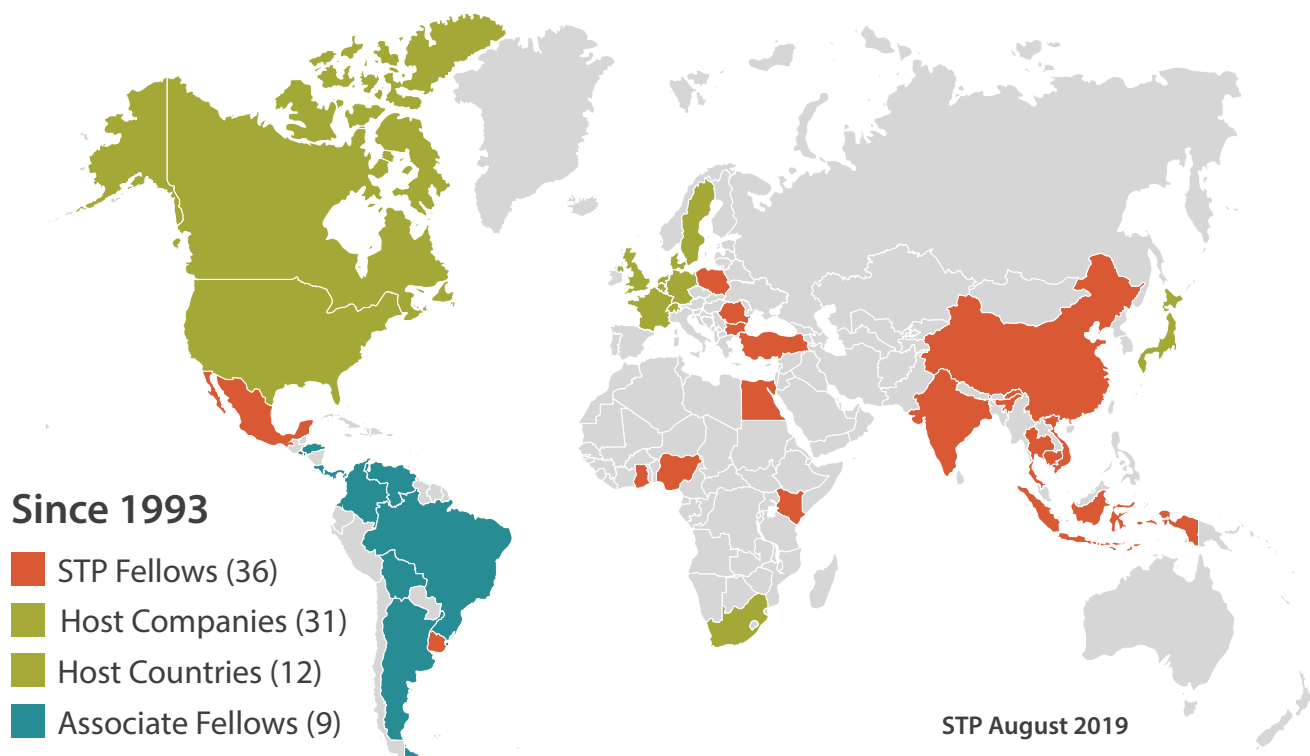 Since 1993
STP Fellows (36)
Host Companies (31)
Host Countries (12)
Associate Fellows (9)
STP August 2019